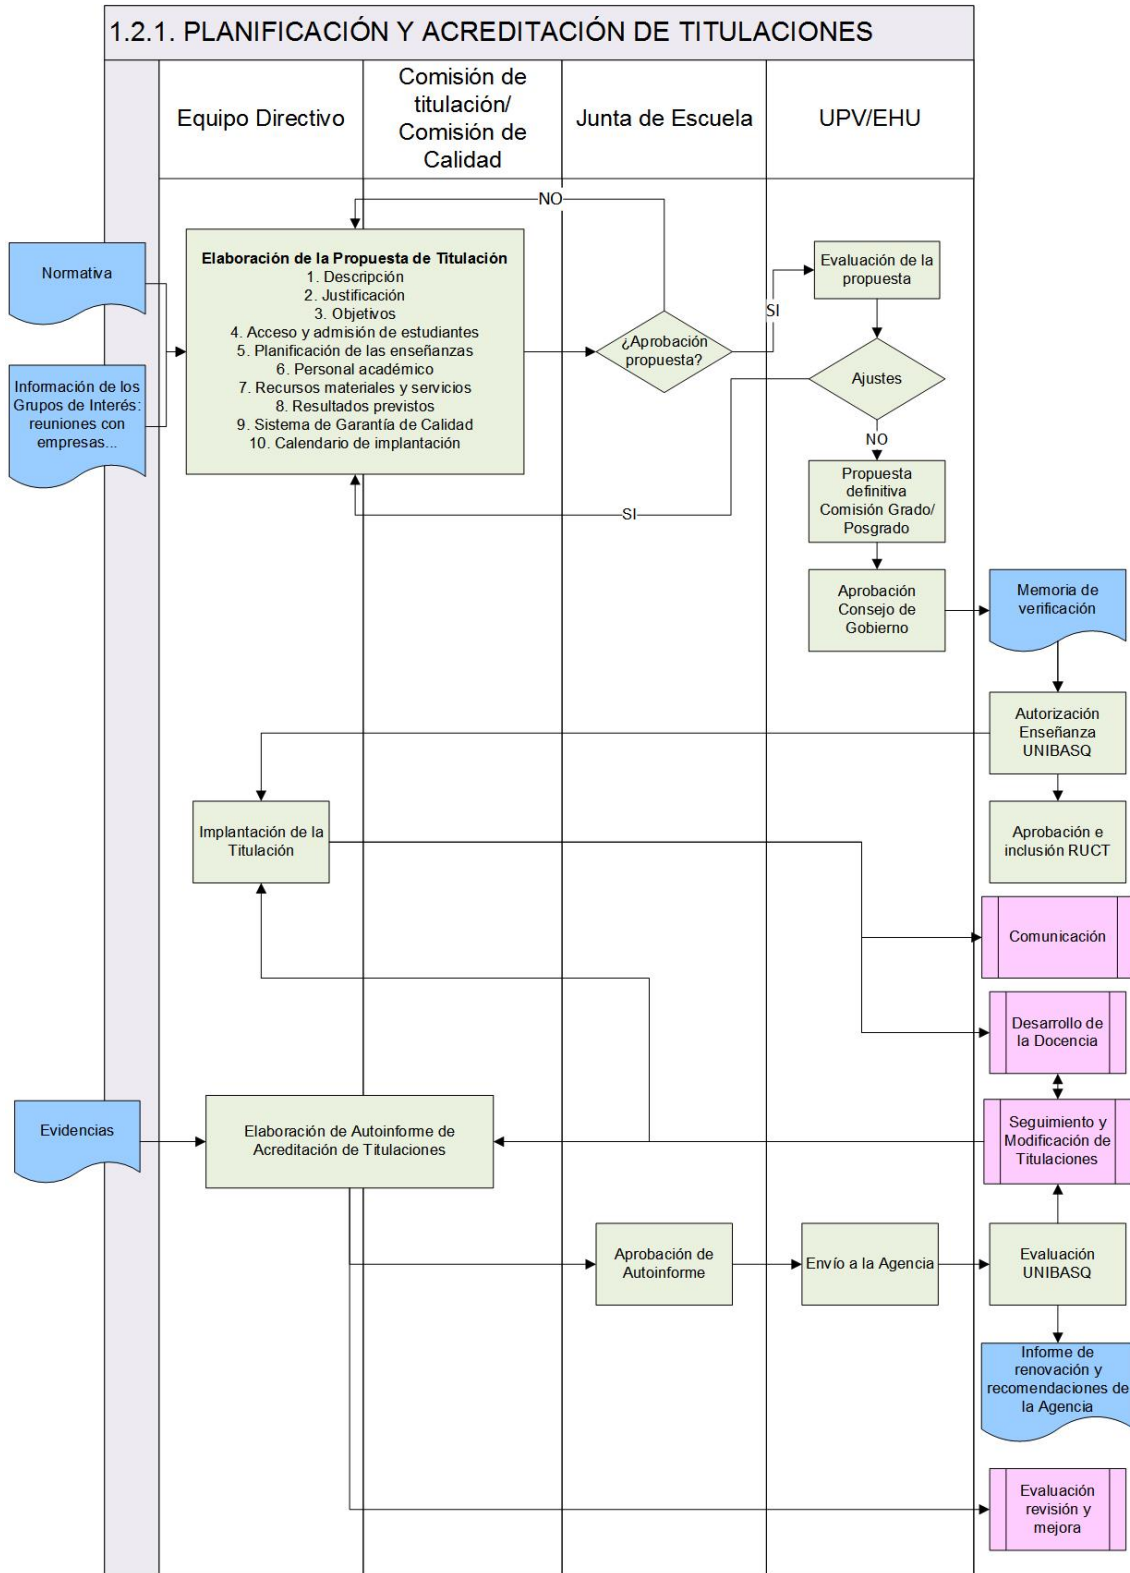 1.2.1. PLANIFICACIÓN Y ACREDITACIÓN DE TITULACIONES
Equipo Directivo
Comisión de
titulación/
Comisión de
Calidad
Junta de Escuela
UPV/EHU
NO
Normativa
Información de los
Grupos de Interés:
reuniones con
empresas...
Elaboración de la Propuesta de Titulación
1. Descripción
2. Justificación
3. Objetivos
4. Acceso y admisión de estudiantes
5. Planificación de las enseñanzas
6. Personal académico
7. Recursos materiales y servicios
8. Resultados previstos
9. Sistema de Garantía de Calidad
10. Calendario de implantación
¿Aprobación
propuesta?
SI
Evaluación de la
propuesta
Ajustes
NO
SI
Propuesta
definitiva
Comisión Grado/
Posgrado
Aprobación
Consejo de
Gobierno
Memoria de
verificación
Autorización
Enseñanza
UNIBASQ
Implantación de la
Titulación
Aprobación e
inclusión RUCT
Comunicación
Desarrollo de
la Docencia
Evidencias
Elaboración de Autoinforme de
Acreditación de Titulaciones
Seguimiento y
Modificación de
Titulaciones
Aprobación de
Autoinforme
Envío a la Agencia
Evaluación
UNIBASQ
Informe de
renovación y
recomendaciones de
la Agencia
Evaluación
revisión y
mejora